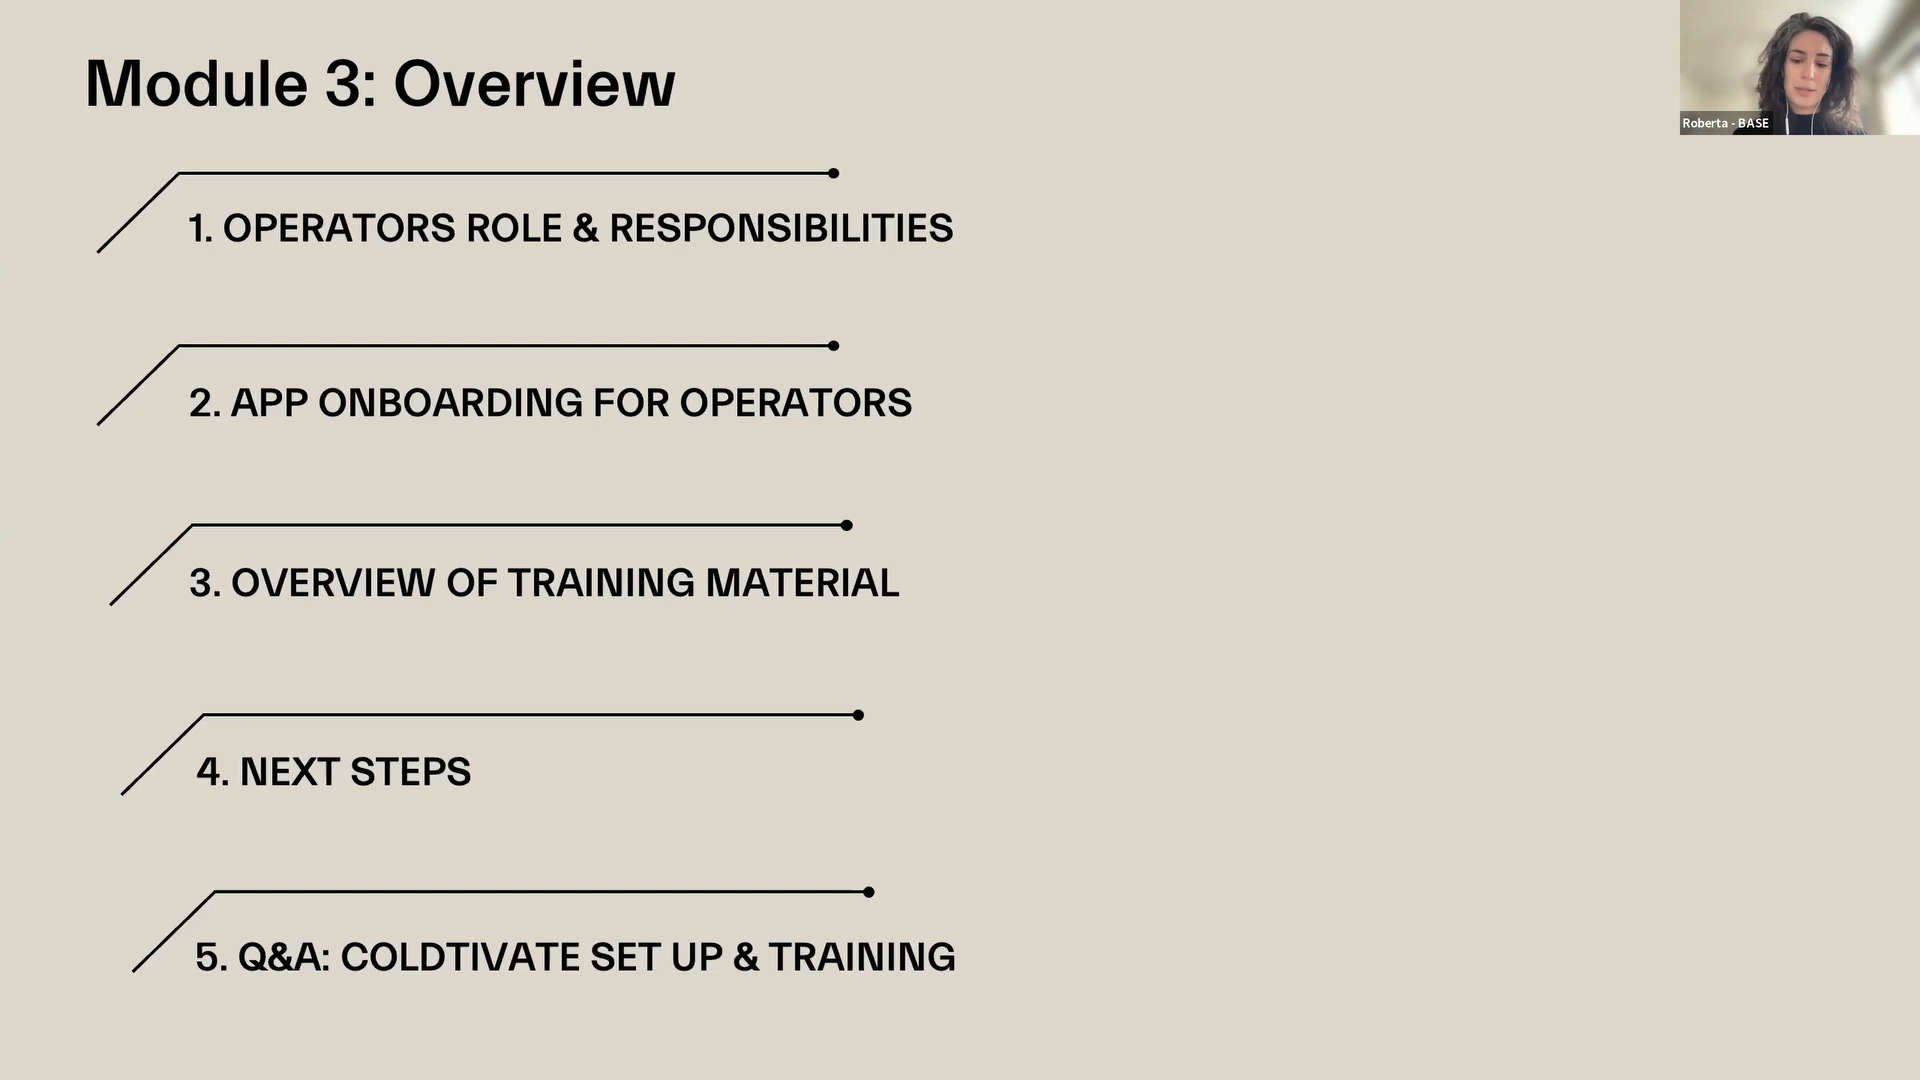 Module 3: Overview
Roberta - BASE
1. OPERATORS ROLE & RESPONSIBILITIES
2. APP ONBOARDING FOR OPERATORS
3. OVERVIEW OF TRAINING MATERIAL
4. NEXT STEPS
5. Q&A: COLDTIVATE SET UP & TRAINING